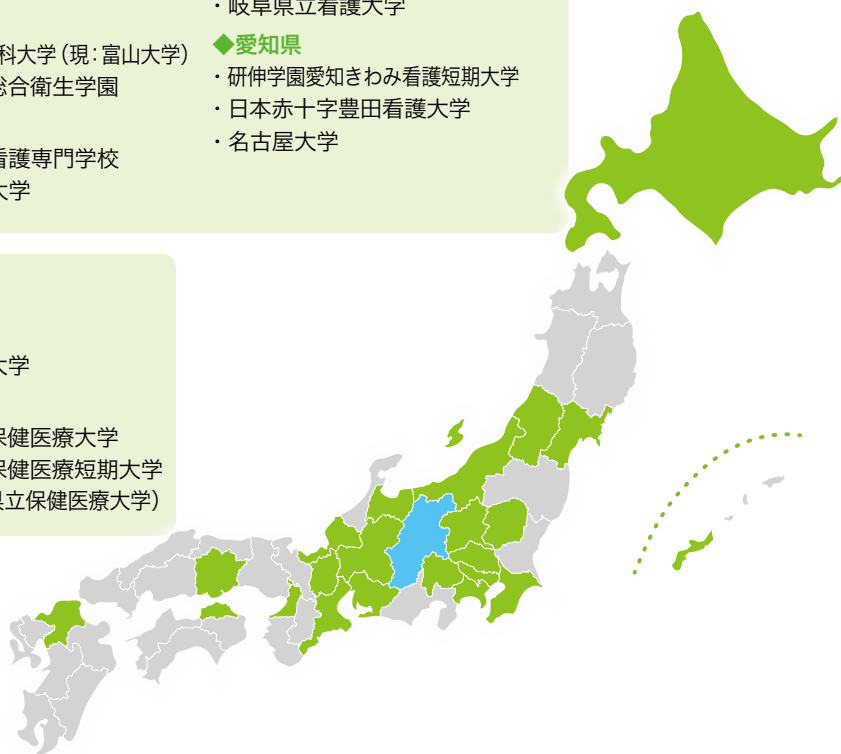 科大学（現：富山大学）
総合衛生学園
看護専門学校
大学
・岐阜県立看護大学
◆愛知県
・研伸学園愛知きわみ看護短期大学
・日本赤十字豊田看護大学
・名古屋大学
大学
保健医療大学
保健医療短期大学
県立保健医療大学）